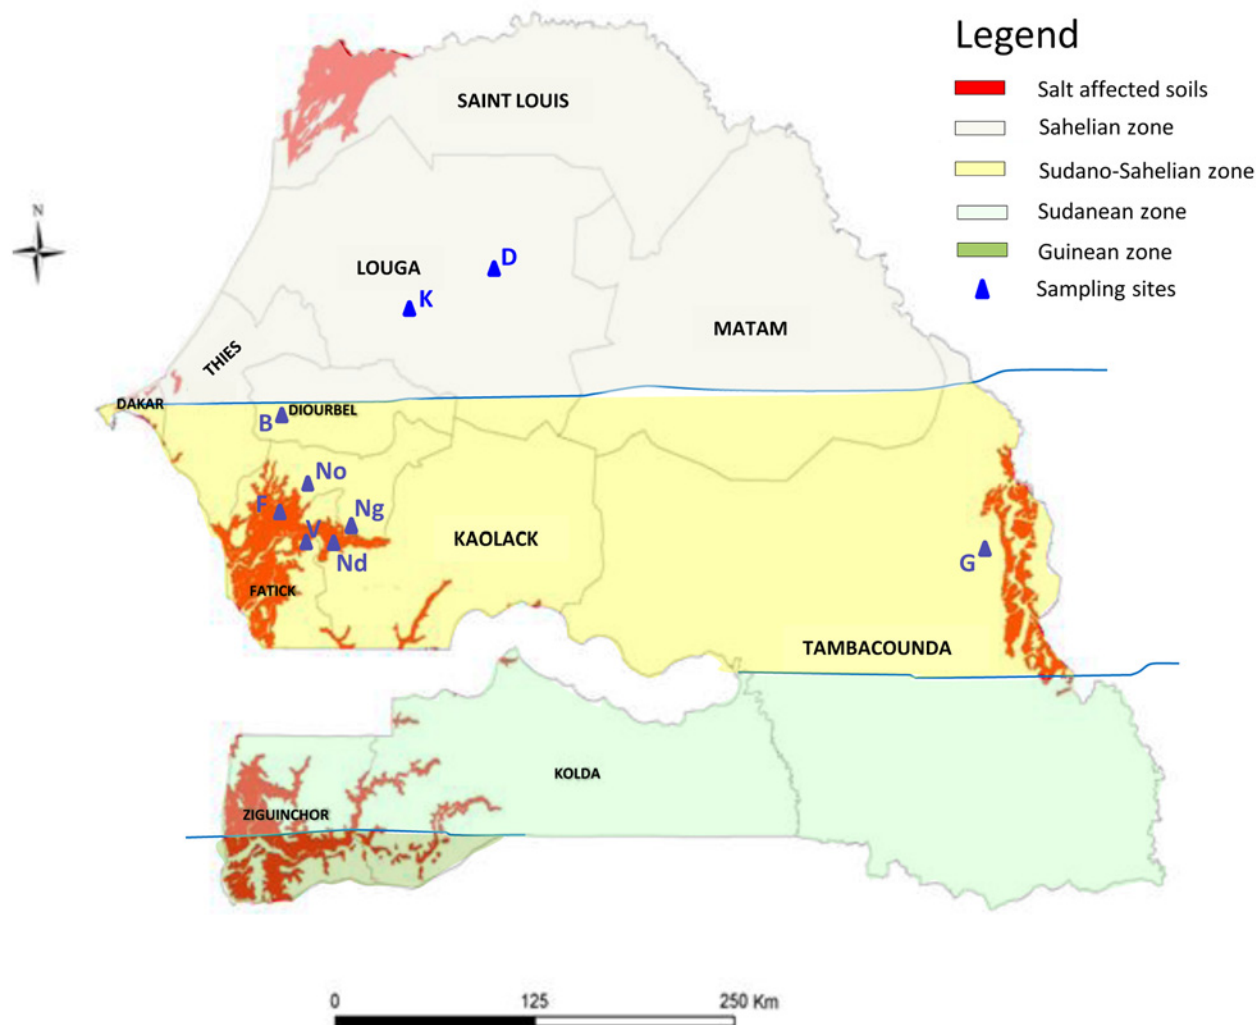 Legend
Salt affected soils
Sahelian zone
Sudano-Sahelian zone
Sudanean zone
Guinean zone
Sampling sites
N
SAINT LOUIS
LOUGA
D
K
MATAM
THIES
DAKAR
DIOURBEL
B
No
F
Ng
V
Nd
KAOLACK
G
FATICK
TAMBACOUNDA
KOLDA
ZIGUINCHOR
0 125 250 Km